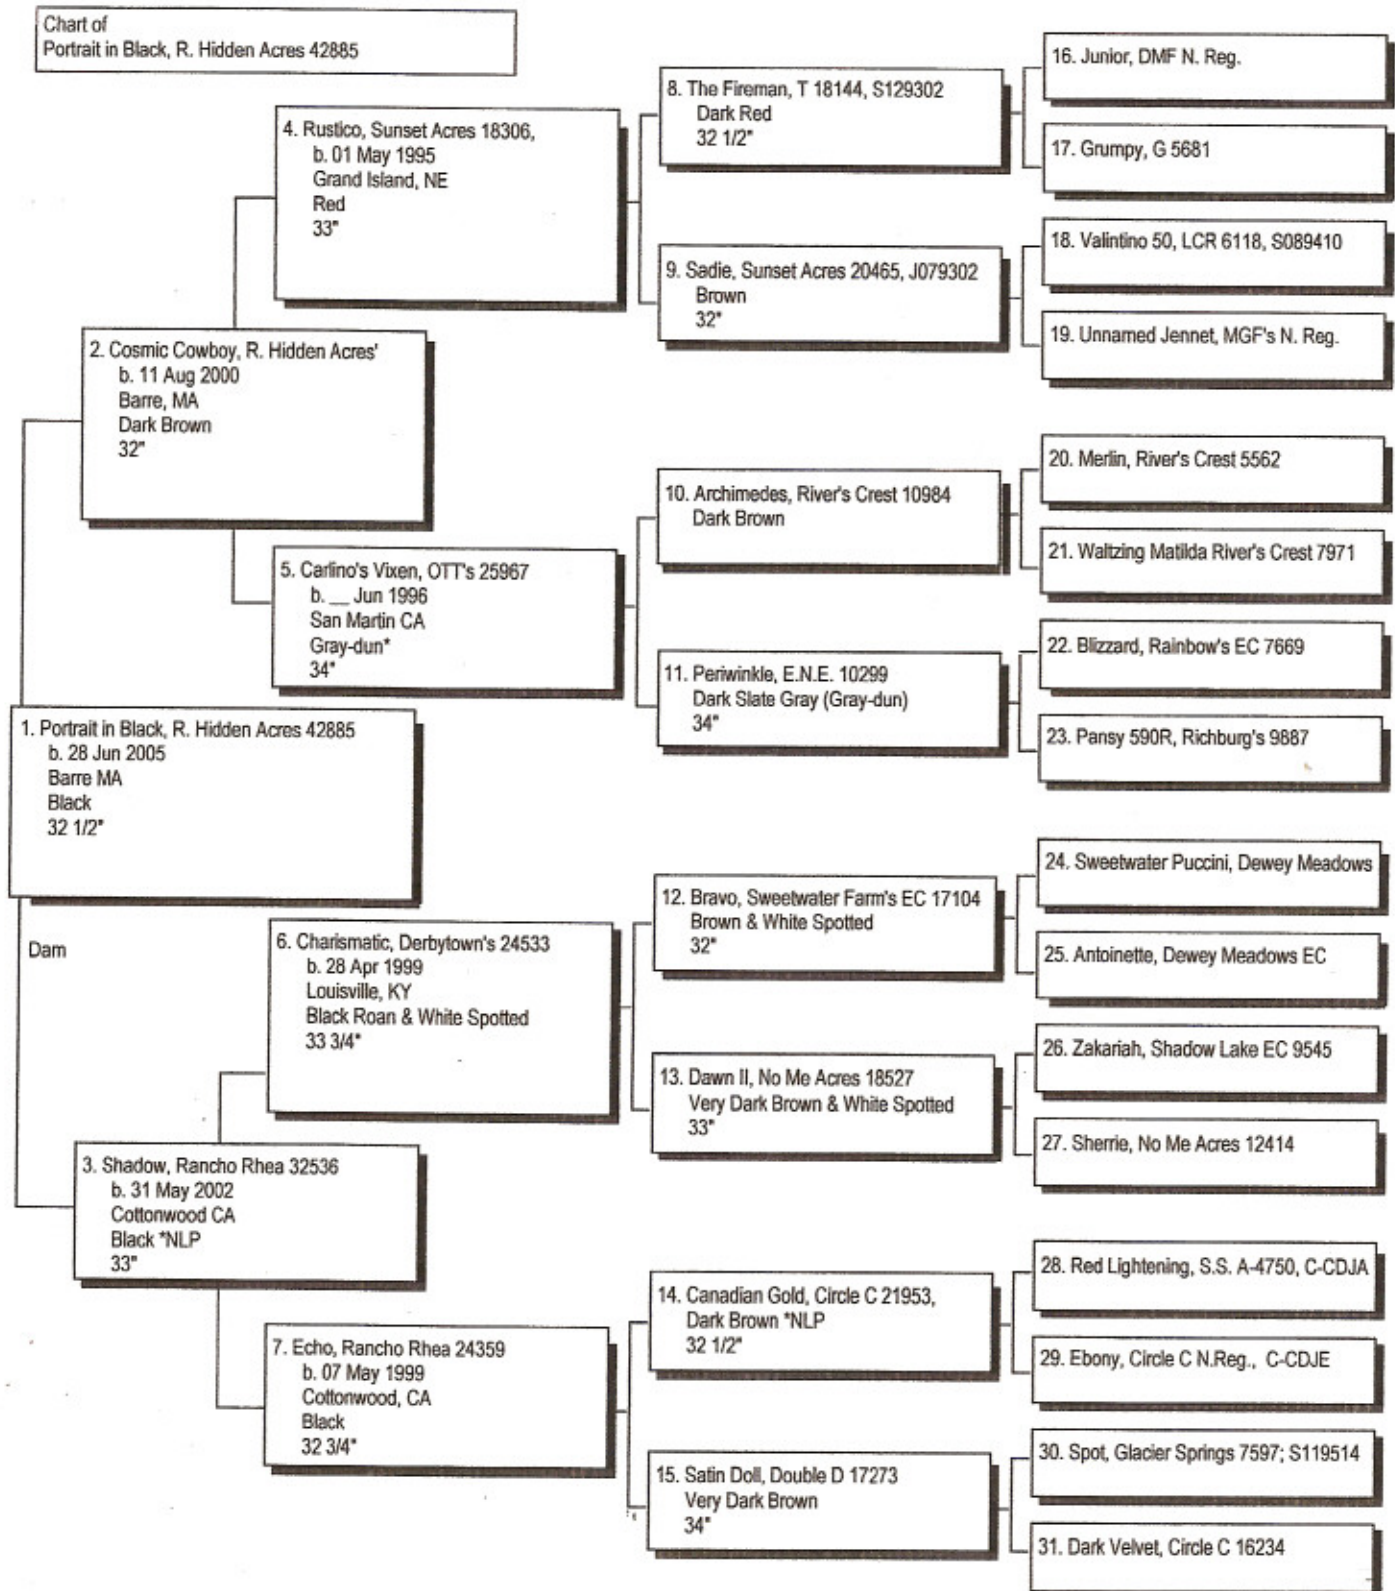 Chart of
Portrait in Black, R. Hidden Acres 42885
1. Portrait in Black, R. Hidden Acres 42885
b. 28 Jun 2005
Barre MA
Black
32 1/2"
Dam
2. Cosmic Cowboy, R. Hidden Acres'
b. 11 Aug 2000
Barre, MA
Dark Brown
32"
3. Shadow, Rancho Rhea 32536
b. 31 May 2002
Cottonwood CA
Black *NLP
33"
4. Rustico, Sunset Acres 18306,
b. 01 May 1995
Grand Island, NE
Red
33"
5. Carlino's Vixen, OTT's 25967
b. __ Jun 1996
San Martin CA
Gray-dun*
34"
6. Charismatic, Derbytown's 24533
b. 28 Apr 1999
Louisville, KY
Black Roan & White Spotted
33 3/4"
7. Echo, Rancho Rhea 24359
b. 07 May 1999
Cottonwood, CA
Black
32 3/4"
8. The Fireman, T 18144, S129302
Dark Red
32 1/2"
9. Sadie, Sunset Acres 20465, J079302
Brown
32"
10. Archimedes, River's Crest 10984
Dark Brown
11. Periwinkle, E.N.E. 10299
Dark Slate Gray (Gray-dun)
34"
12. Bravo, Sweetwater Farm's EC 17104
Brown & White Spotted
32"
13. Dawn II, No Me Acres 18527
Very Dark Brown & White Spotted
33"
14. Canadian Gold, Circle C 21953,
Dark Brown *NLP
32 1/2"
15. Satin Doll, Double D 17273
Very Dark Brown
34"
16. Junior, DMF N. Reg.
17. Grumpy, G 5681
18. Valintino 50, LCR 6118, S089410
19. Unnamed Jennet, MGF's N. Reg.
20. Merlin, River's Crest 5562
21. Waltzing Matilda River's Crest 7971
22. Blizzard, Rainbow's EC 7669
23. Pansy 590R, Richburg's 9887
24. Sweetwater Puccini, Dewey Meadows
25. Antoinette, Dewey Meadows EC
26. Zakariah, Shadow Lake EC 9545
27. Sherrie, No Me Acres 12414
28. Red Lightening, S.S. A-4750, C-CDJA
29. Ebony, Circle C N.Reg., C-CDJE
30. Spot, Glacier Springs 7597; S119514
31. Dark Velvet, Circle C 16234